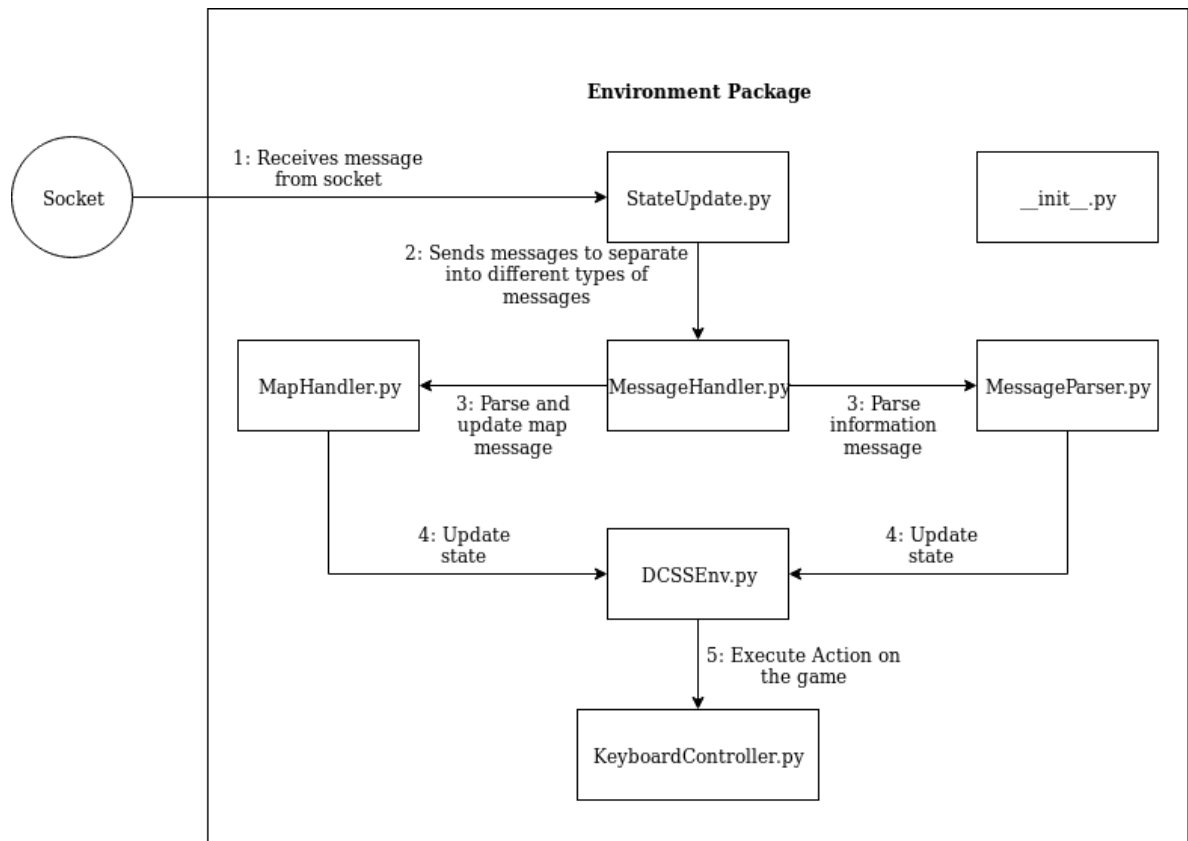 Environment Package
1: Receives message
from socket
Socket
StateUpdate.py
__init__.py
2: Sends messages to separate
into different types of
messages
MapHandler.py
MessageHandler.py
MessageParser.py
3: Parse and
update map
message
3: Parse
information
message
4: Update
state
4: Update
state
DCSSEnv.py
5: Execute Action on
the game
KeyboardController.py